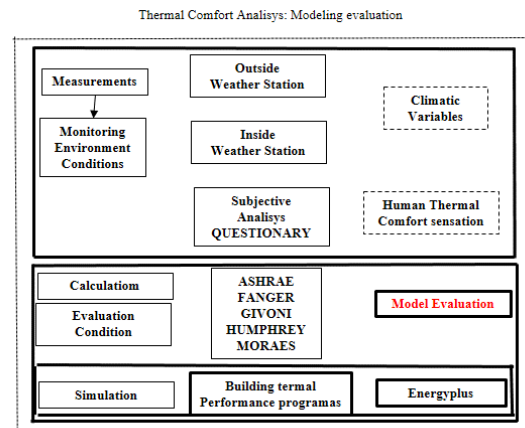 Thermal Comfort Analisys: Modeling evaluation
Measurements
Outside
Weather Station
Climatic
Variables
Monitoring
Environment
Conditions
Inside
Weather Station
Subjective
Analisys
QUESTIONARY
Human Thermal
Comfort sensation
Calculatiom
Evaluation
Condition
ASHRAE
FANGER
GIVONI
HUMPHREY
MORAES
Model Evaluation
Simulation
Building termal
Performance programas
Energyplus